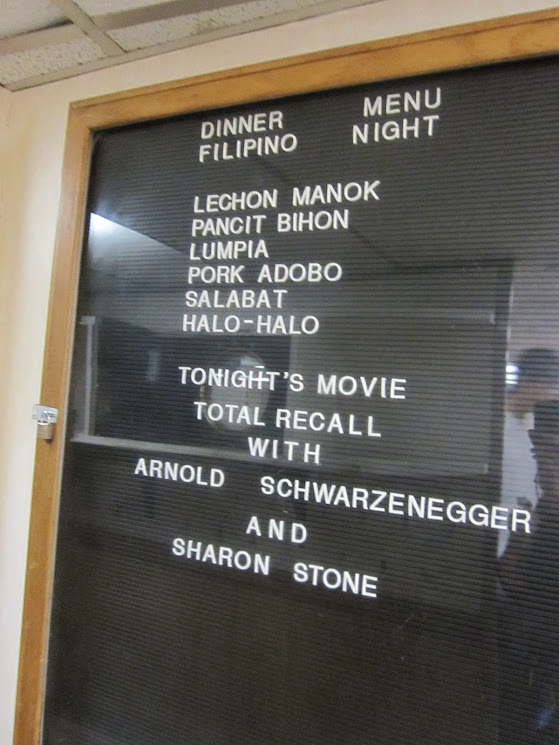 DINNER MENU
FILIPINO NIGHT
LECHON MANOK
PANCIT BIHON
LUMPIA
PORK ADOBO
SALABAT
HALO-HALO
TONIGHT'S MOVIE
TOTAL RECALL
WITH
ARNOLD SCHWARZENEGGER
AND
SHARON STONE